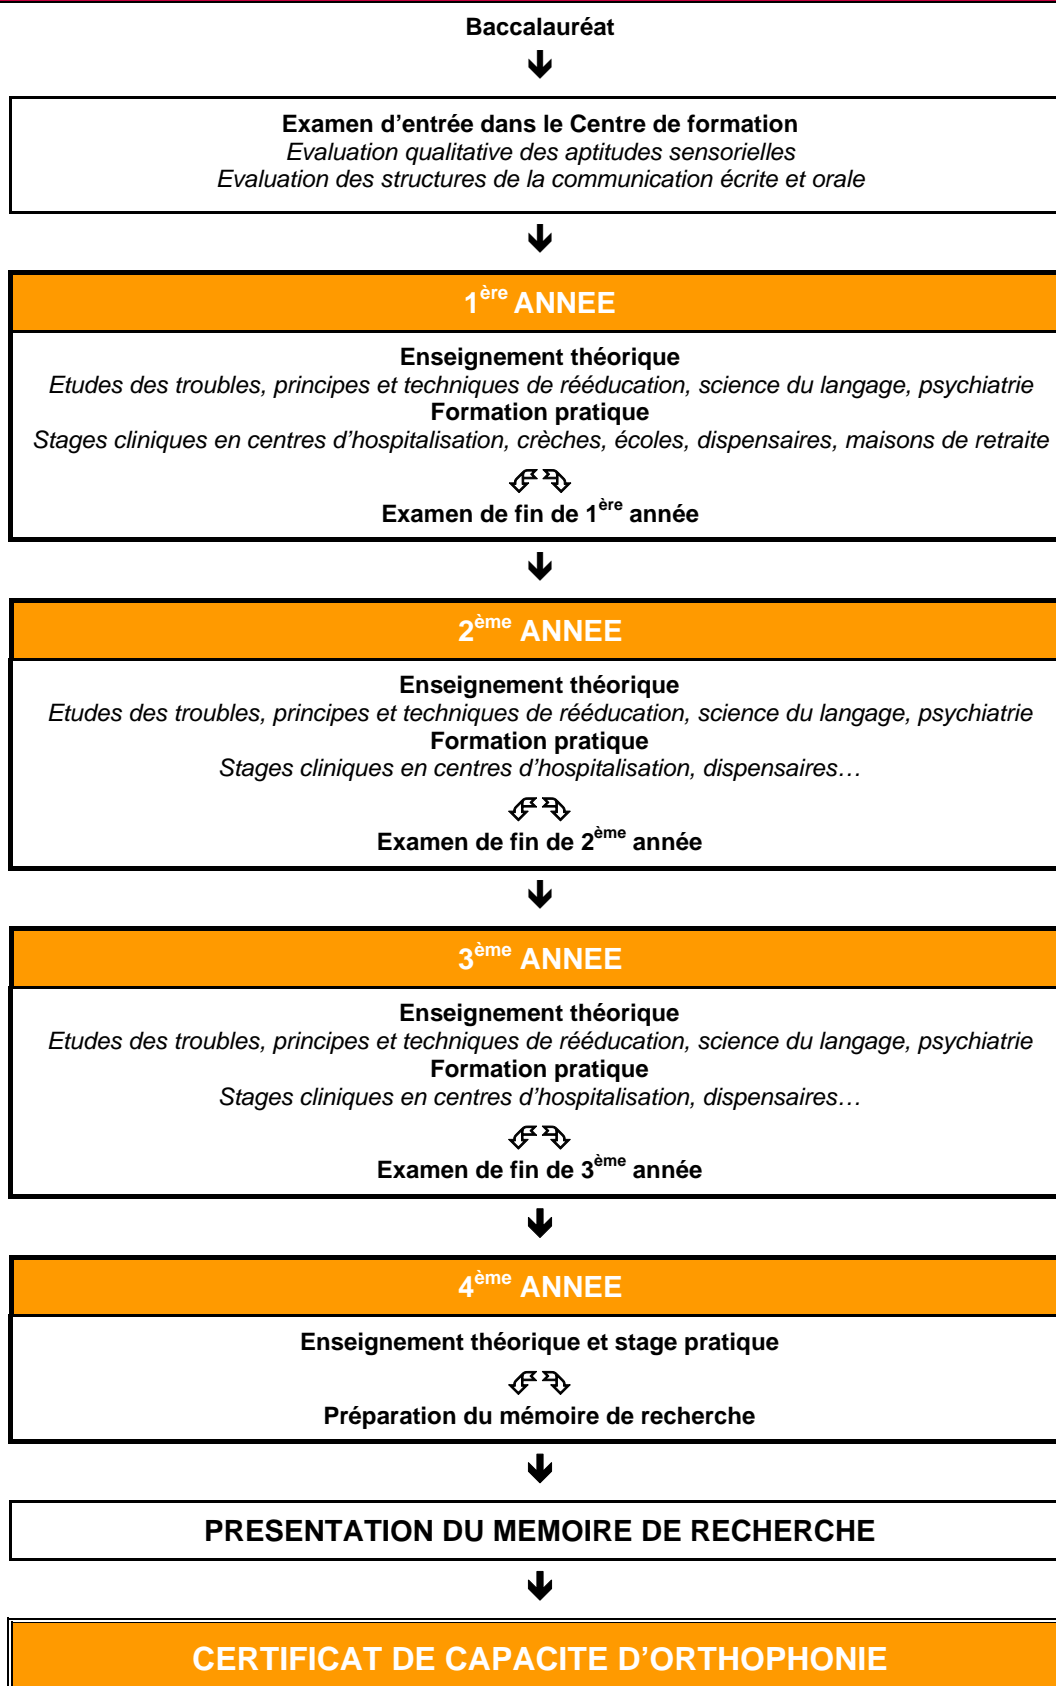 Baccalauréat
Examen d'entrée dans le Centre de formation
Evaluation qualitative des aptitudes sensorielles
Evaluation des structures de la communication écrite et orale
1ère ANNEE
Enseignement théorique
Etudes des troubles, principes et techniques de rééducation, science du langage, psychiatrie
Formation pratique
Stages cliniques en centres d'hospitalisation, crèches, écoles, dispensaires, maisons de retraite
Examen de fin de 1ère année
2ème ANNEE
Enseignement théorique
Etudes des troubles, principes et techniques de rééducation, science du langage, psychiatrie
Formation pratique
Stages cliniques en centres d'hospitalisation, dispensaires…
Examen de fin de 2ème année
3ème ANNEE
Enseignement théorique
Etudes des troubles, principes et techniques de rééducation, science du langage, psychiatrie
Formation pratique
Stages cliniques en centres d'hospitalisation, dispensaires…
Examen de fin de 3ème année
4ème ANNEE
Enseignement théorique et stage pratique
Préparation du mémoire de recherche
PRESENTATION DU MEMOIRE DE RECHERCHE
CERTIFICAT DE CAPACITE D'ORTHOPHONIE